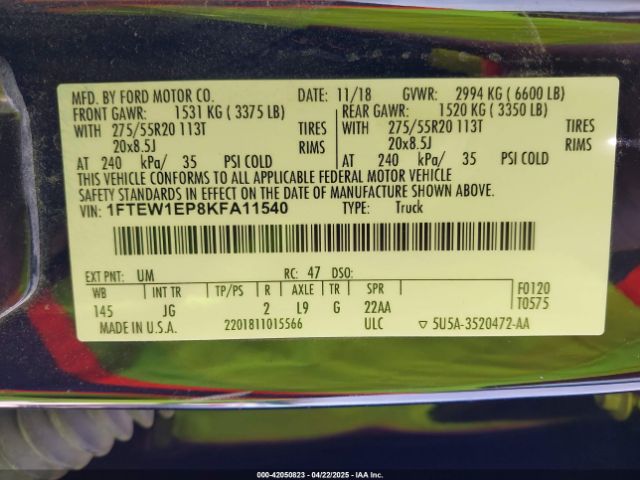 MFD. BY FORD MOTOR CO. DATE: 11/18 GVWR: 2994 KG ( 6600 LB)
FRONT GAWR: 1531 KG ( 3375 LB) REAR GAWR: 1520 KG ( 3350 LB)
WITH 275/55R20 113T TIRES WITH 275/55R20 113T TIRES
20x8.5J RIMS 20x8.5J RIMS
AT 240 kPa/ 35 PSI COLD AT 240 kPa/ 35 PSI COLD
THIS VEHICLE CONFORMS TO ALL APPLICABLE FEDERAL MOTOR VEHICLE
SAFETY STANDARDS IN EFFECT ON THE DATE OF MANUFACTURE SHOWN ABOVE.
VIN: 1FTEW1EP8KFA11540 TYPE: Truck
EXT PNT: UM RC: 47 DSO:
WB INT TR TP/PS R AXLE TR SPR F0120
145 JG 2 L9 G 22AA T0575
MADE IN U.S.A. 2201811015566 ULC ▽ 5U5A-3520472-AA
000-42050823 - 04/22/2025 - IAA Inc.